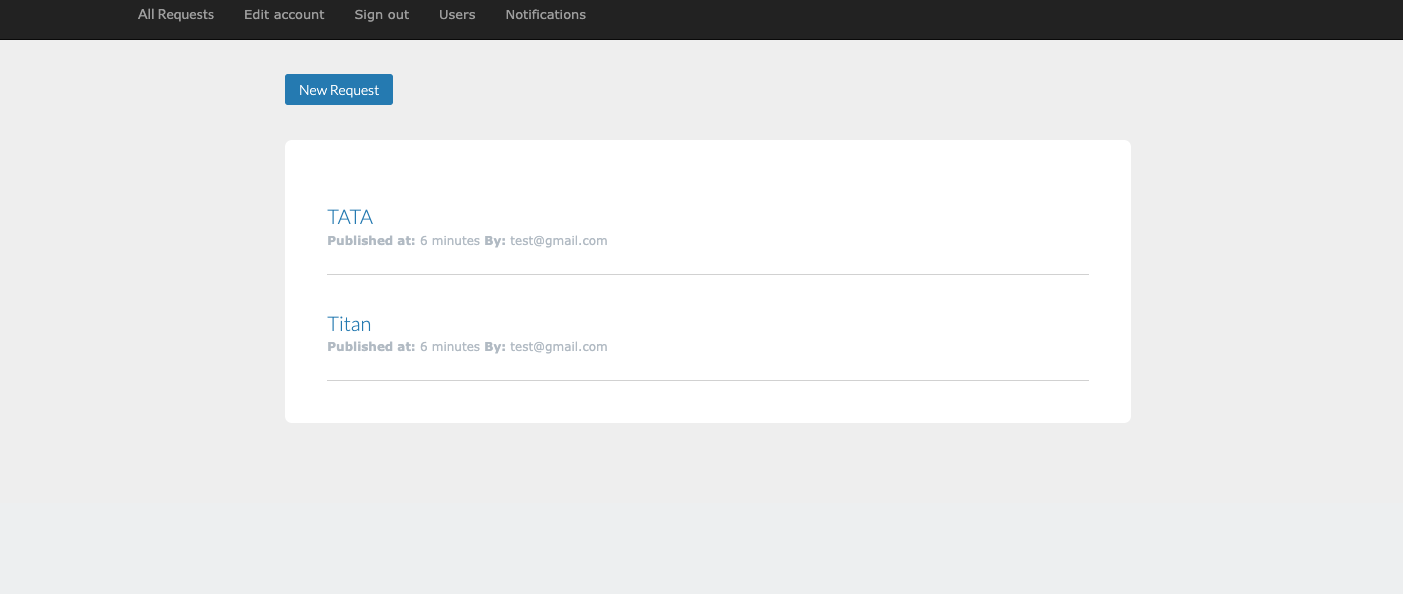 All Requests Edit account Sign out Users Notifications
New Request
TATA
Published at: 6 minutes By: test@gmail.com
Titan
Published at: 6 minutes By: test@gmail.com